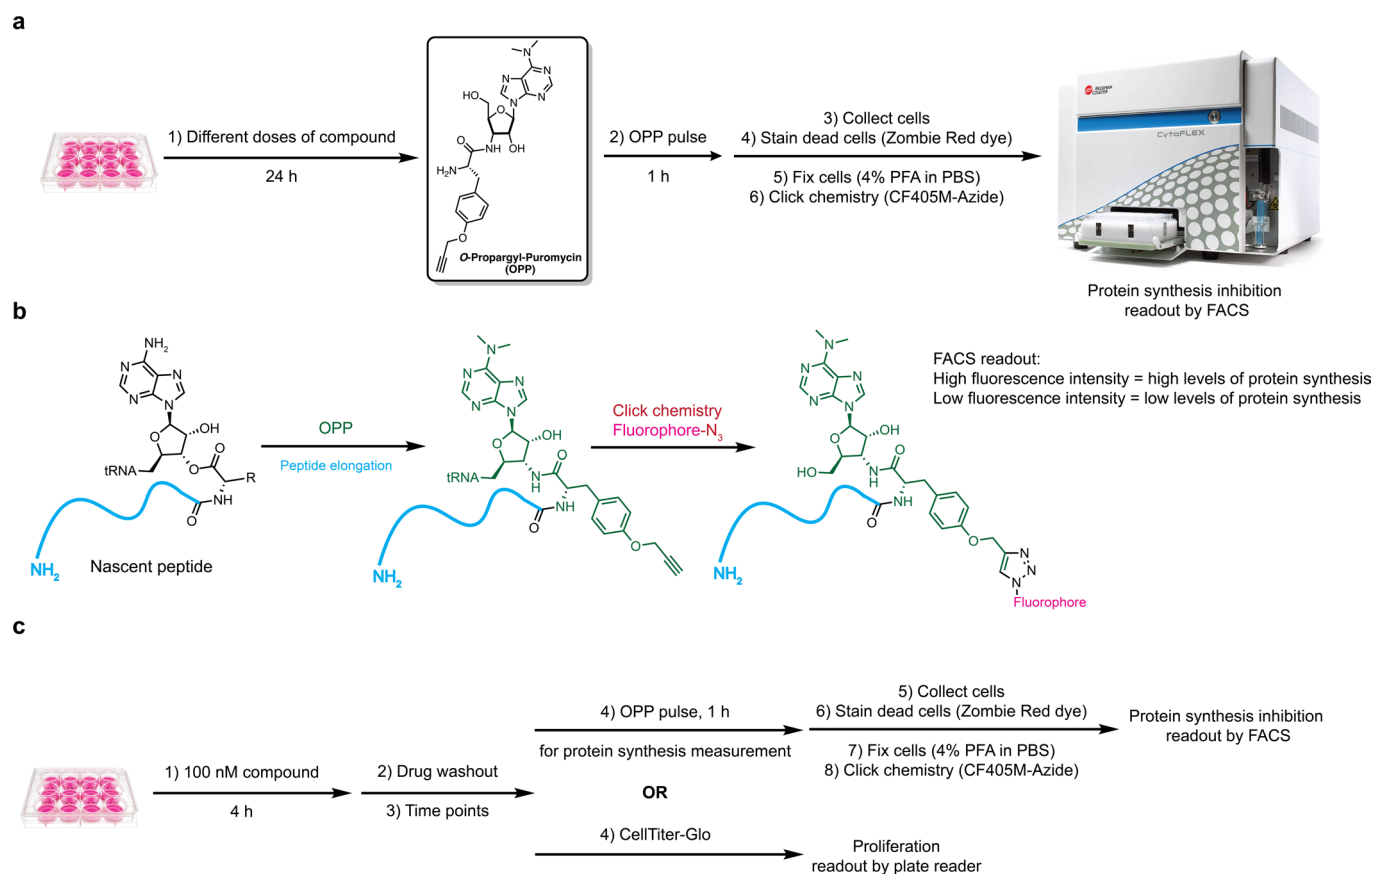 a
1) Different doses of compound
24 h
N
N
N
N
N
HO
O
OH
O
NH
H2N
O
O-Propargyl-Puromycin
(OPP)
2) OPP pulse
1 h
3) Collect cells
4) Stain dead cells (Zombie Red dye)
5) Fix cells (4% PFA in PBS)
6) Click chemistry (CF405M-Azide)
BECKMAN
COULTER
CytoFLEX
Protein synthesis inhibition
readout by FACS
b
NH2
N
N
N
N
O
OH
tRNA
O
O
R
NH
O
NH2
Nascent peptide
OPP
Peptide elongation
N
N
N
N
N
O
OH
tRNA
N
H
O
NH
O
O
NH2
Click chemistry
Fluorophore-N3
N
N
N
N
N
O
OH
HO
N
H
O
NH
O
O
N
N
N
Fluorophore
NH2
FACS readout:
High fluorescence intensity = high levels of protein synthesis
Low fluorescence intensity = low levels of protein synthesis
c
1) 100 nM compound
4 h
2) Drug washout
3) Time points
4) OPP pulse, 1 h
for protein synthesis measurement
OR
4) CellTiter-Glo
5) Collect cells
6) Stain dead cells (Zombie Red dye)
7) Fix cells (4% PFA in PBS)
8) Click chemistry (CF405M-Azide)
Protein synthesis inhibition
readout by FACS
Proliferation
readout by plate reader